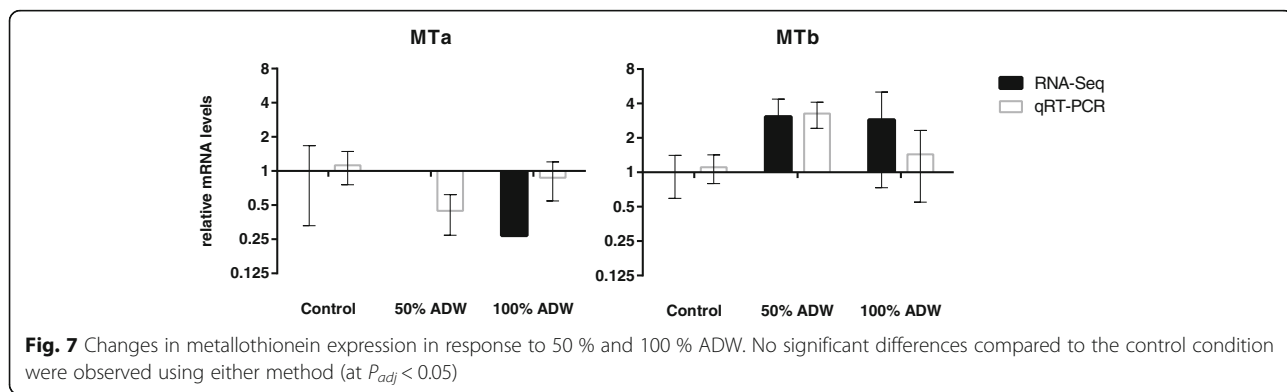 MTa
MTb
relative mRNA levels
8
4
2
1
0.5
0.25
0.125
Control
50% ADW
100% ADW
8
4
2
1
0.5
0.25
0.125
Control
50% ADW
100% ADW
RNA-Seq
qRT-PCR
Fig. 7 Changes in metallothionein expression in response to 50 % and 100 % ADW. No significant differences compared to the control condition
were observed using either method (at P_adj < 0.05)